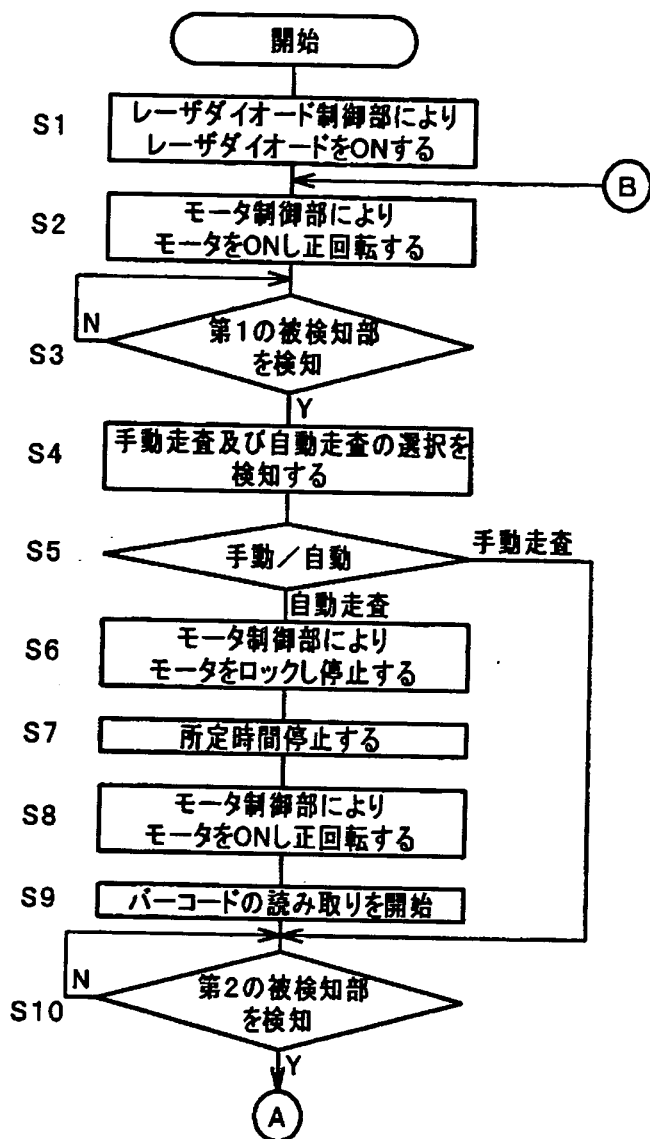 開始
S1
レーザダイオード制御部により
レーザダイオードをONする
B
S2
モータ制御部により
モータをONし正回転する
N
S3
第1の被検知部
を検知
Y
S4
手動走査及び自動走査の選択を
検知する
S5
手動／自動
手動走査
自動走査
S6
モータ制御部により
モータをロックし停止する
S7
所定時間停止する
S8
モータ制御部により
モータをONし正回転する
S9
バーコードの読み取りを開始
N
S10
第2の被検知部
を検知
Y
A